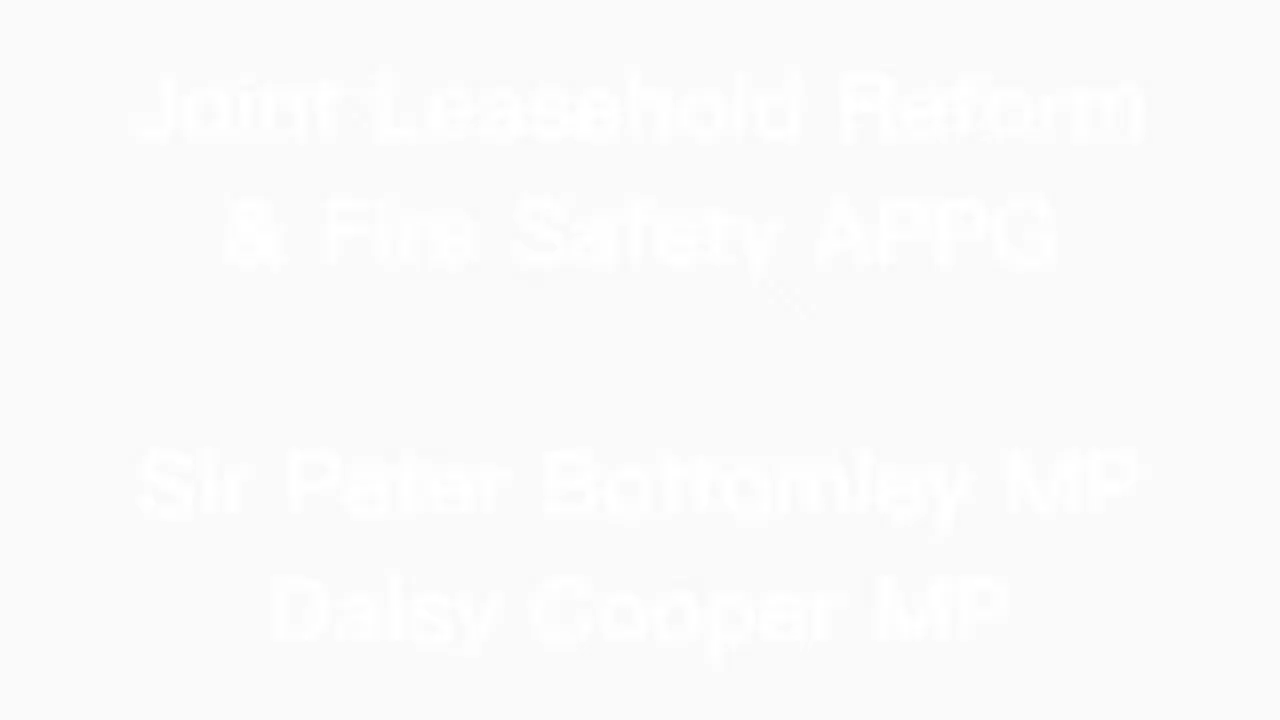 Joint Leasehold Reform
& Fire Safety APPG
Sir Peter Bottomley MP
Daisy Cooper MP